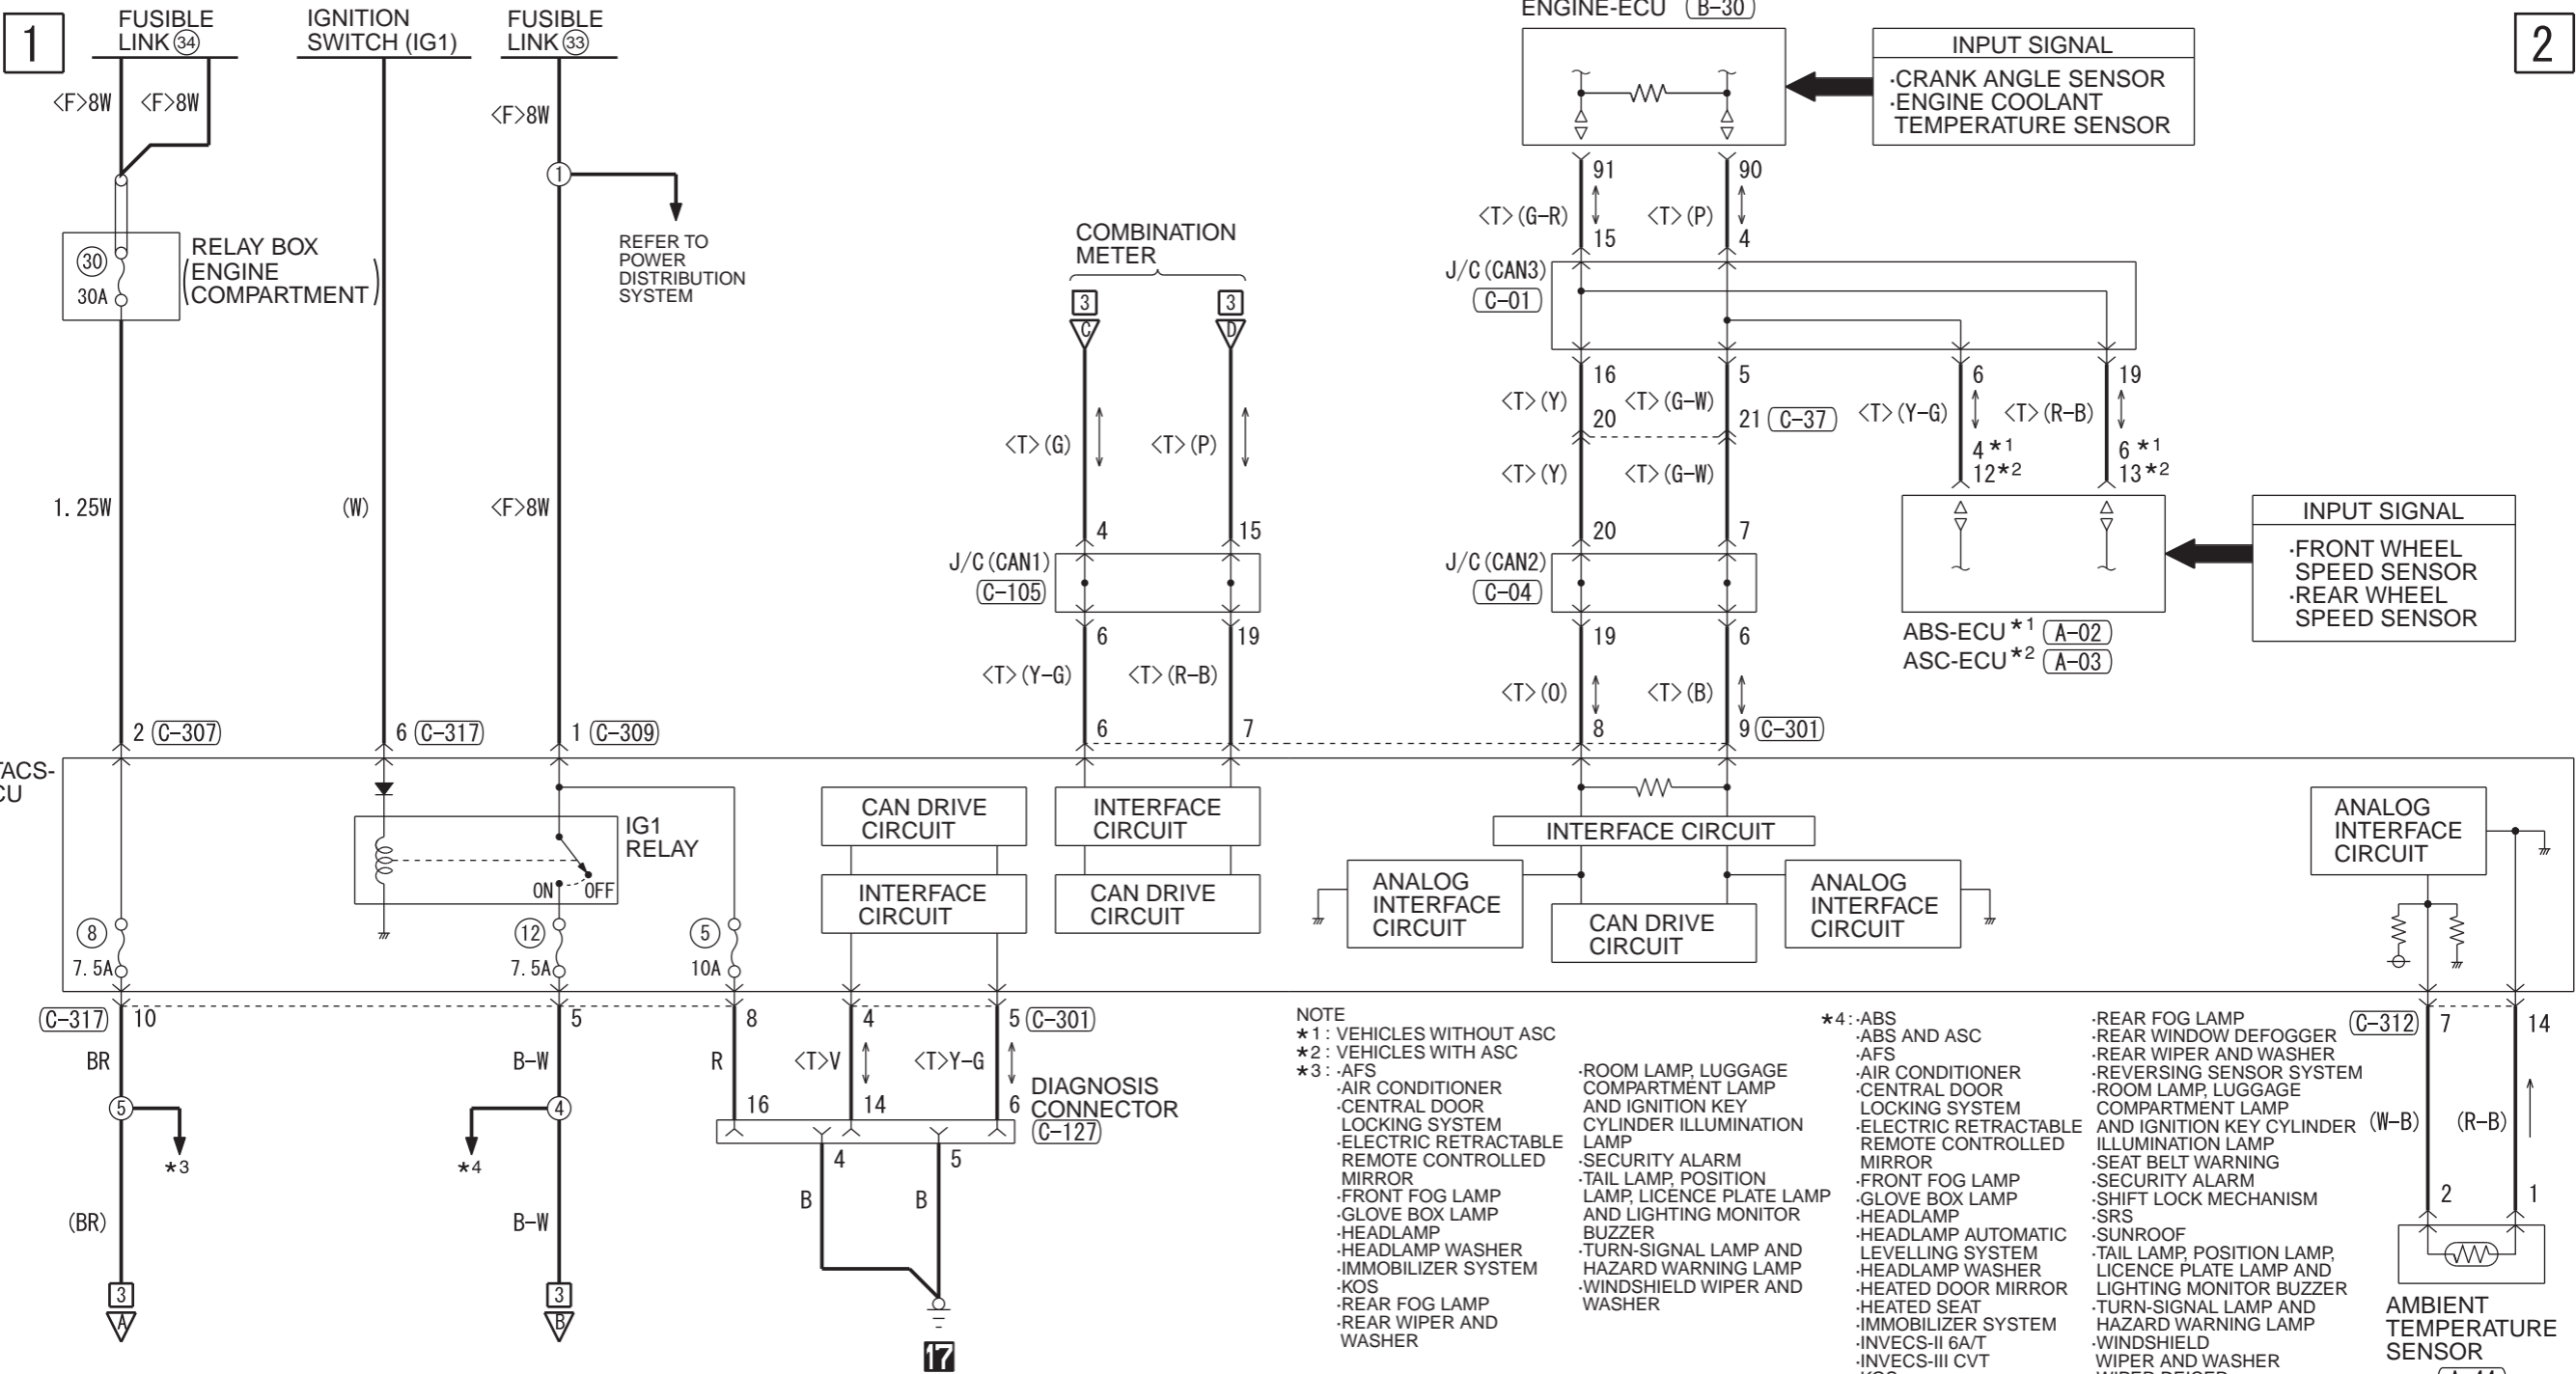 1
FUSIBLE
LINK 34
IGNITION
SWITCH (IG1)
FUSIBLE
LINK 33
ENGINE-ECU B-30
2
<F>8W <F>8W
<F>8W
1
REFER TO
POWER
DISTRIBUTION
SYSTEM
30
30A
RELAY BOX
(ENGINE
COMPARTMENT)
INPUT SIGNAL
·CRANK ANGLE SENSOR
·ENGINE COOLANT
TEMPERATURE SENSOR
91 90
<T>(G-R) <T>(P)
15 4
COMBINATION
METER
3 3
C D
J/C(CAN3)
C-01
16 5 6 19
<T>(Y) <T>(G-W) <T>(Y-G) <T>(R-B)
20 21 C-37
<T>(G) <T>(P)
4*1 6*1
12*2 13*2
<T>(Y) <T>(G-W)
1.25W (W) <F>8W
4 15 20 7
J/C(CAN1)
C-105
J/C(CAN2)
C-04
INPUT SIGNAL
·FRONT WHEEL
SPEED SENSOR
·REAR WHEEL
SPEED SENSOR
6 19 19 6
ABS-ECU*1 A-02
ASC-ECU*2 A-03
<T>(Y-G) <T>(R-B) <T>(O) <T>(B)
2 C-307 6 C-317 1 C-309 6 7 8 9 C-301
TACS-
CU
IG1
RELAY
ON OFF
CAN DRIVE
CIRCUIT
INTERFACE
CIRCUIT
INTERFACE
CIRCUIT
CAN DRIVE
CIRCUIT
INTERFACE CIRCUIT
ANALOG
INTERFACE
CIRCUIT
CAN DRIVE
CIRCUIT
ANALOG
INTERFACE
CIRCUIT
ANALOG
INTERFACE
CIRCUIT
8
7.5A
12
7.5A
5
10A
C-317 10 5 8 4 5 C-301
BR B-W R <T>V <T>Y-G
16 14 6
DIAGNOSIS
CONNECTOR
C-127
5 4
*3 *4
4 5
B B
(BR) B-W
3 3
A B
17
NOTE
*1: VEHICLES WITHOUT ASC
*2: VEHICLES WITH ASC
*3: ·AFS
·AIR CONDITIONER
·CENTRAL DOOR
LOCKING SYSTEM
·ELECTRIC RETRACTABLE
REMOTE CONTROLLED
MIRROR
·FRONT FOG LAMP
·GLOVE BOX LAMP
·HEADLAMP
·HEADLAMP WASHER
·IMMOBILIZER SYSTEM
·KOS
·REAR FOG LAMP
·REAR WIPER AND
WASHER
·ROOM LAMP, LUGGAGE
COMPARTMENT LAMP
AND IGNITION KEY
CYLINDER ILLUMINATION
LAMP
·SECURITY ALARM
·TAIL LAMP, POSITION
LAMP, LICENCE PLATE LAMP
AND LIGHTING MONITOR
BUZZER
·TURN-SIGNAL LAMP AND
HAZARD WARNING LAMP
·WINDSHIELD WIPER AND
WASHER
*4: ·ABS
·ABS AND ASC
·AFS
·AIR CONDITIONER
·CENTRAL DOOR
LOCKING SYSTEM
·ELECTRIC RETRACTABLE
REMOTE CONTROLLED
MIRROR
·FRONT FOG LAMP
·GLOVE BOX LAMP
·HEADLAMP
·HEADLAMP AUTOMATIC
LEVELLING SYSTEM
·HEADLAMP WASHER
·HEATED DOOR MIRROR
·HEATED SEAT
·IMMOBILIZER SYSTEM
·INVECS-II 6A/T
·INVECS-III CVT
·REAR FOG LAMP
·REAR WINDOW DEFOGGER
·REAR WIPER AND WASHER
·REVERSING SENSOR SYSTEM
·ROOM LAMP, LUGGAGE
COMPARTMENT LAMP
AND IGNITION KEY CYLINDER
ILLUMINATION LAMP
·SEAT BELT WARNING
·SECURITY ALARM
·SHIFT LOCK MECHANISM
·SRS
·SUNROOF
·TAIL LAMP, POSITION LAMP,
LICENCE PLATE LAMP AND
LIGHTING MONITOR BUZZER
·TURN-SIGNAL LAMP AND
HAZARD WARNING LAMP
·WINDSHIELD
WIPER AND WASHER
C-312 7 14
(W-B) (R-B)
2 1
AMBIENT
TEMPERATURE
SENSOR